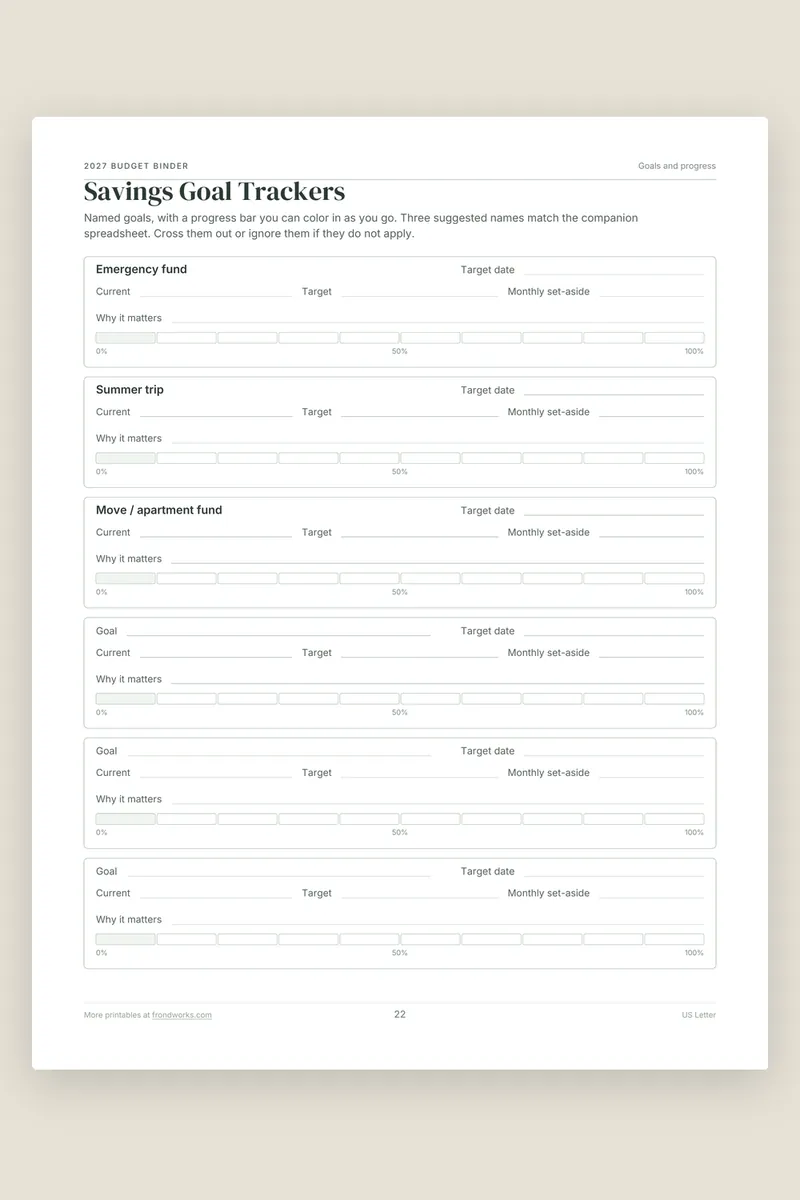 2027 BUDGET BINDER
Goals and progress
Savings Goal Trackers
Named goals, with a progress bar you can color in as you go. Three suggested names match the companion
spreadsheet. Cross them out or ignore them if they do not apply.
Emergency fund Target date
Current Target Monthly set-aside
Why it matters
0% 50% 100%
Summer trip Target date
Current Target Monthly set-aside
Why it matters
0% 50% 100%
Move / apartment fund Target date
Current Target Monthly set-aside
Why it matters
0% 50% 100%
Goal Target date
Current Target Monthly set-aside
Why it matters
0% 50% 100%
Goal Target date
Current Target Monthly set-aside
Why it matters
0% 50% 100%
Goal Target date
Current Target Monthly set-aside
Why it matters
0% 50% 100%
More printables at frondworks.com 22 US Letter